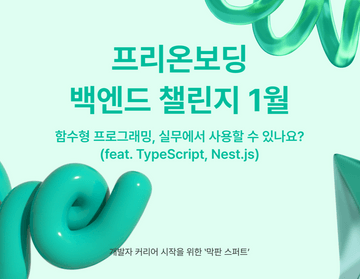 프리온보딩
백엔드 챌린지 1월
함수형 프로그래밍, 실무에서 사용할 수 있나요?
(feat. TypeScript, Nest.js)
개발자 커리어 시작을 위한 '막판 스퍼트'